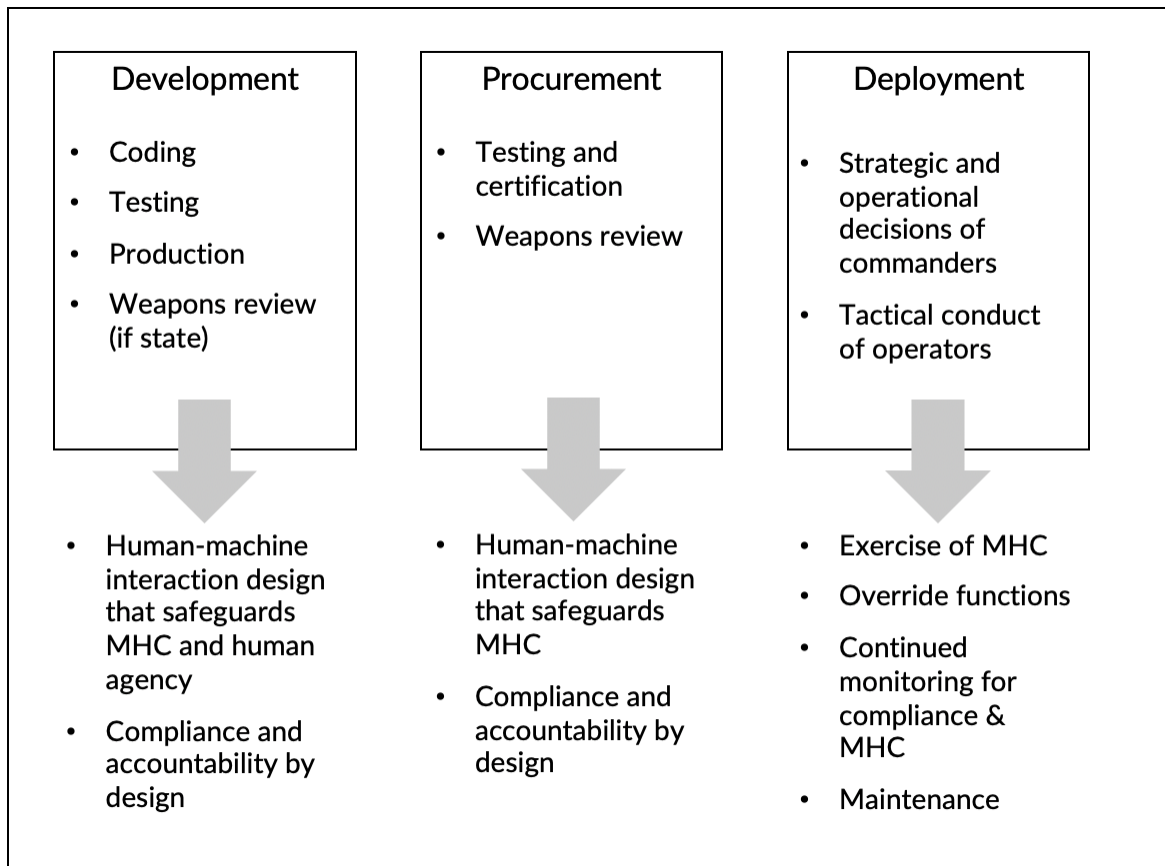 Development
• Coding
• Testing
• Production
• Weapons review
(if state)
• Human-machine
interaction design
that safeguards
MHC and human
agency
• Compliance and
accountability by
design
Procurement
• Testing and
certification
• Weapons review
• Human-machine
interaction design
that safeguards
MHC
• Compliance and
accountability by
design
Deployment
• Strategic and
operational
decisions of
commanders
• Tactical conduct
of operators
• Exercise of MHC
• Override functions
• Continued
monitoring for
compliance &
MHC
• Maintenance